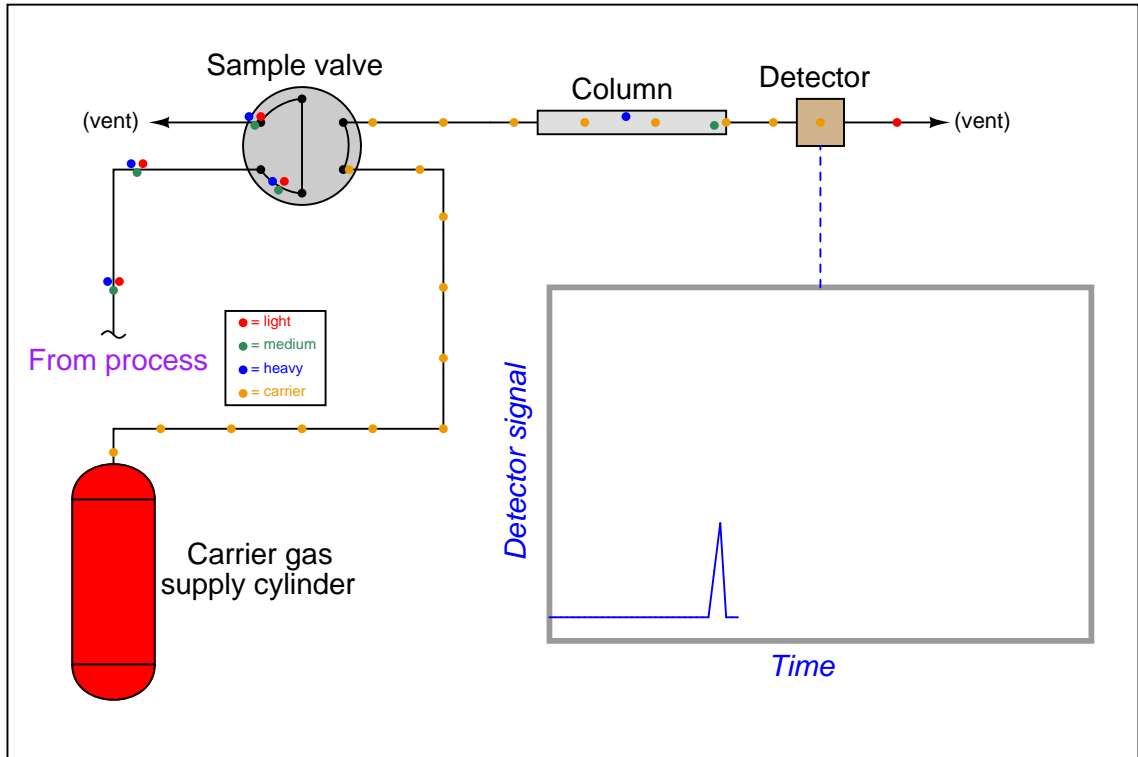 Sample valve
Column
Detector
(vent)
(vent)
= light
= medium
= heavy
= carrier
From process
Detector signal
Carrier gas
supply cylinder
Time